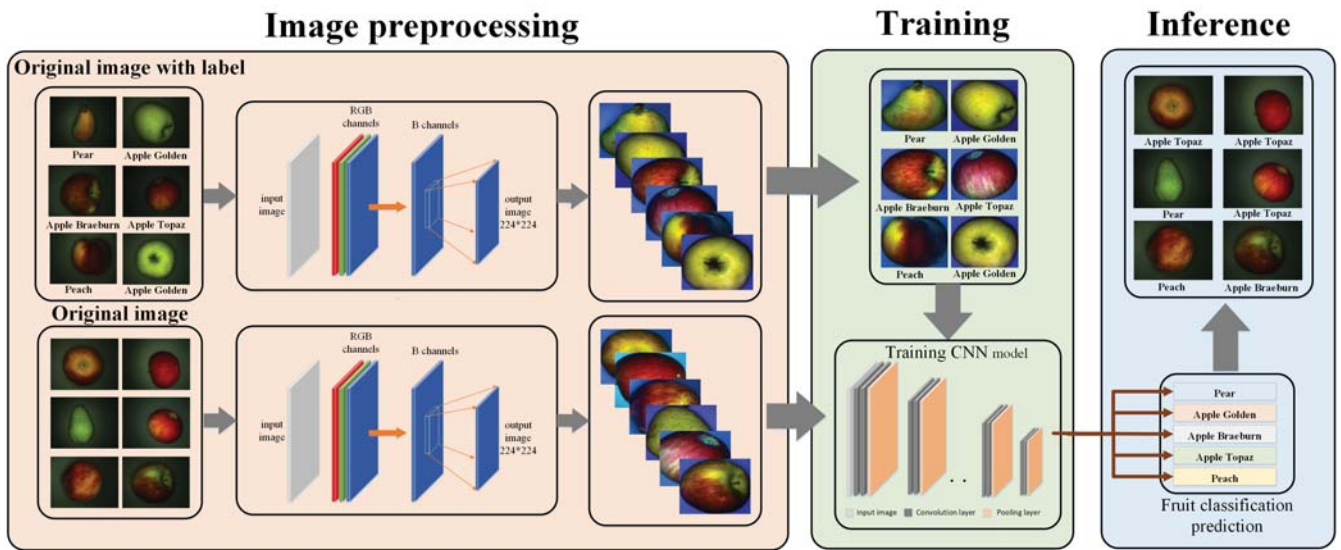 Image preprocessing
Training
Inference
Original image with label
Pear
Apple Golden
Apple Braeburn
Apple Topaz
Peach
Apple Golden
RGB
channels
B channels
input
image
output
image
224*224
Original image
RGB
channels
B channels
input
image
output
image
224*224
Pear
Apple Golden
Apple Braeburn
Apple Topaz
Peach
Apple Golden
Training CNN model
. .
Input image
Convolution layer
Pooling layer
Apple Topaz
Apple Topaz
Pear
Apple Topaz
Peach
Apple Braeburn
Pear
Apple Golden
Apple Braeburn
Apple Topaz
Peach
Fruit classification
prediction